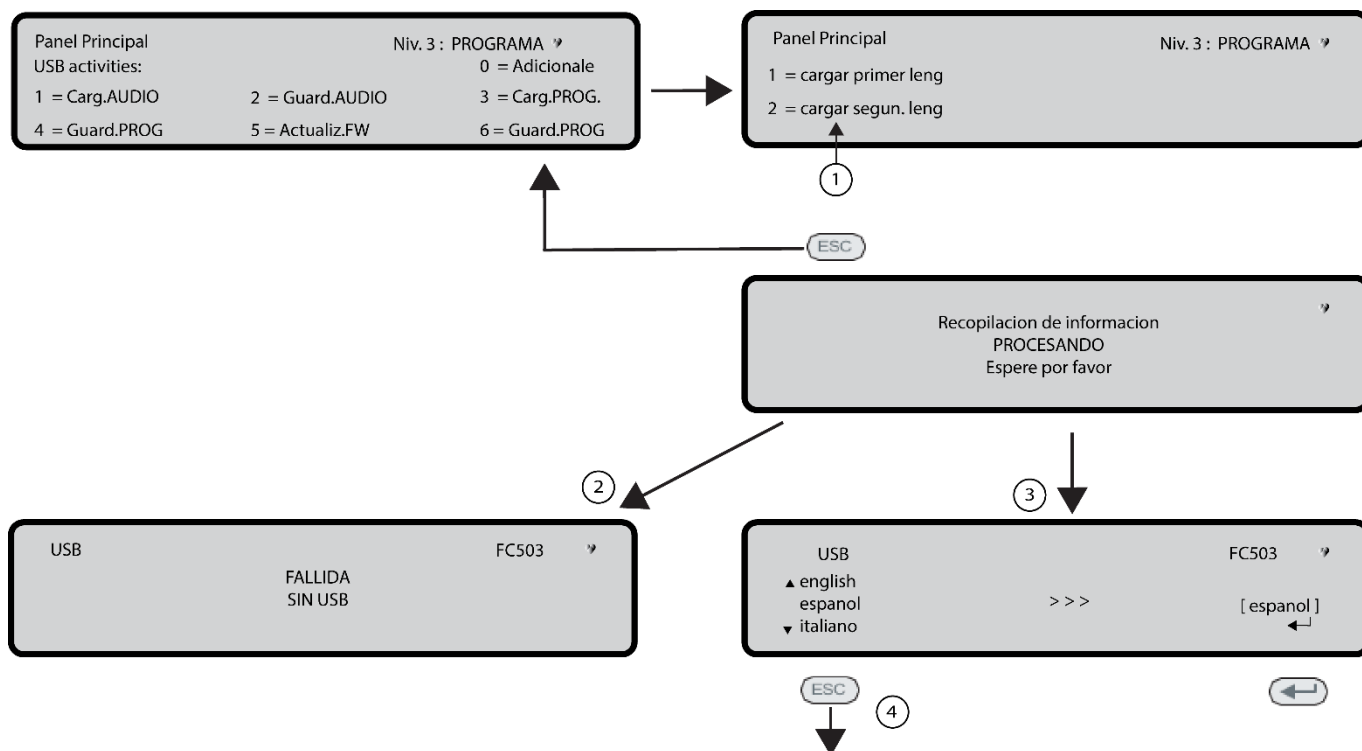 Panel Principal Niv. 3 : PROGRAMA
USB activities: 0 = Adicionale
1 = Carg.AUDIO 2 = Guard.AUDIO 3 = Carg.PROG.
4 = Guard.PROG 5 = Actualiz.FW 6 = Guard.PROG
Panel Principal Niv. 3 : PROGRAMA
1 = cargar primer leng
2 = cargar segun. leng
1
ESC
Recopilacion de informacion
PROCESANDO
Espere por favor
2
3
USB FC503
FALLIDA
SIN USB
USB FC503
english
espanol > > > [ espanol ]
italiano
ESC
4